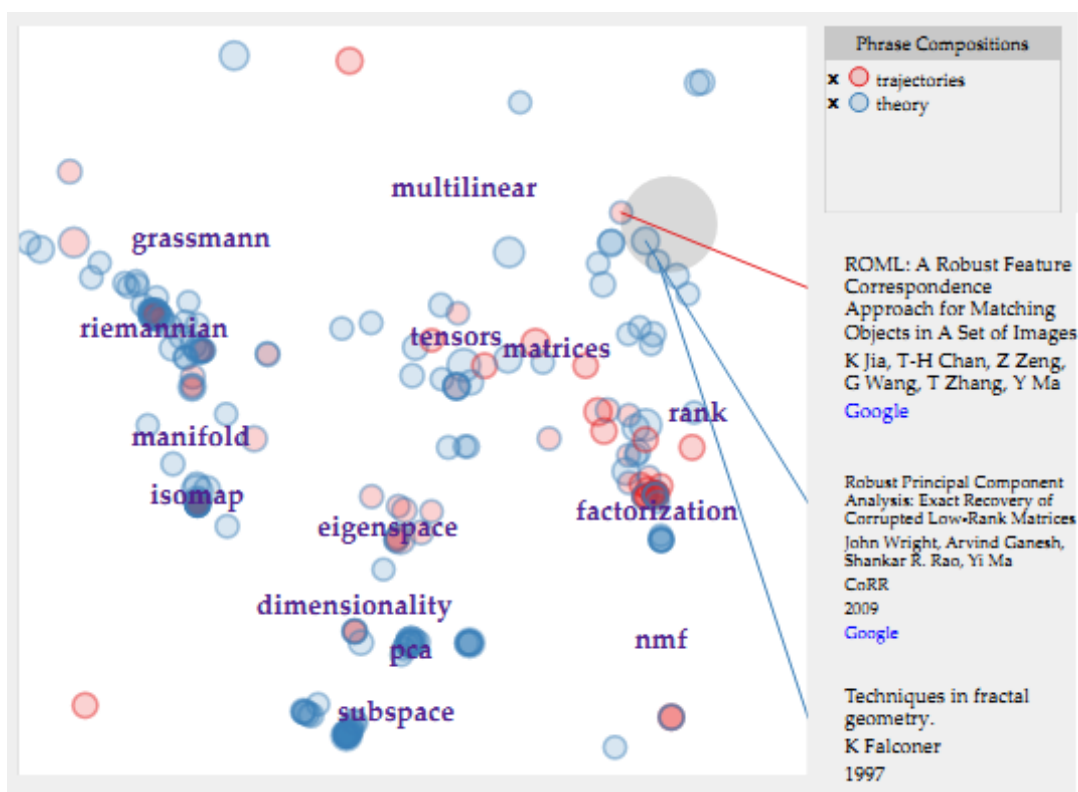 Phrase Compositions
x trajectories
x theory
multilinear
grassmann
riemannian
tensors
matrices
manifold
rank
isomap
eigenspace
factorization
dimensionality
pca
nmf
subspace
ROML: A Robust Feature
Correspondence
Approach for Matching
Objects in A Set of Images
K Jia, T-H Chan, Z Zeng,
G Wang, T Zhang, Y Ma
Google
Robust Principal Component
Analysis: Exact Recovery of
Corrupted Low-Rank Matrices
John Wright, Arvind Ganesh,
Shankar R. Rao, Yi Ma
CoRR
2009
Google
Techniques in fractal
geometry.
K Falconer
1997